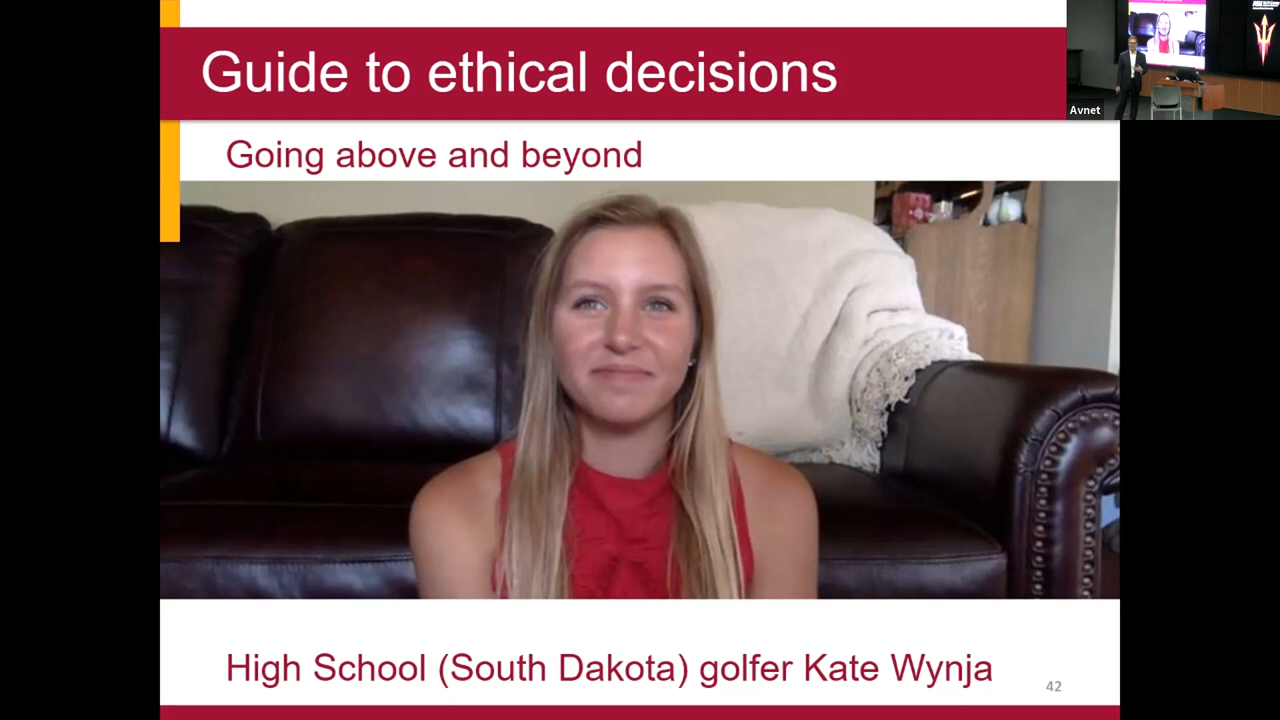 Guide to ethical decisions
Avnet
Going above and beyond
High School (South Dakota) golfer Kate Wynja
42